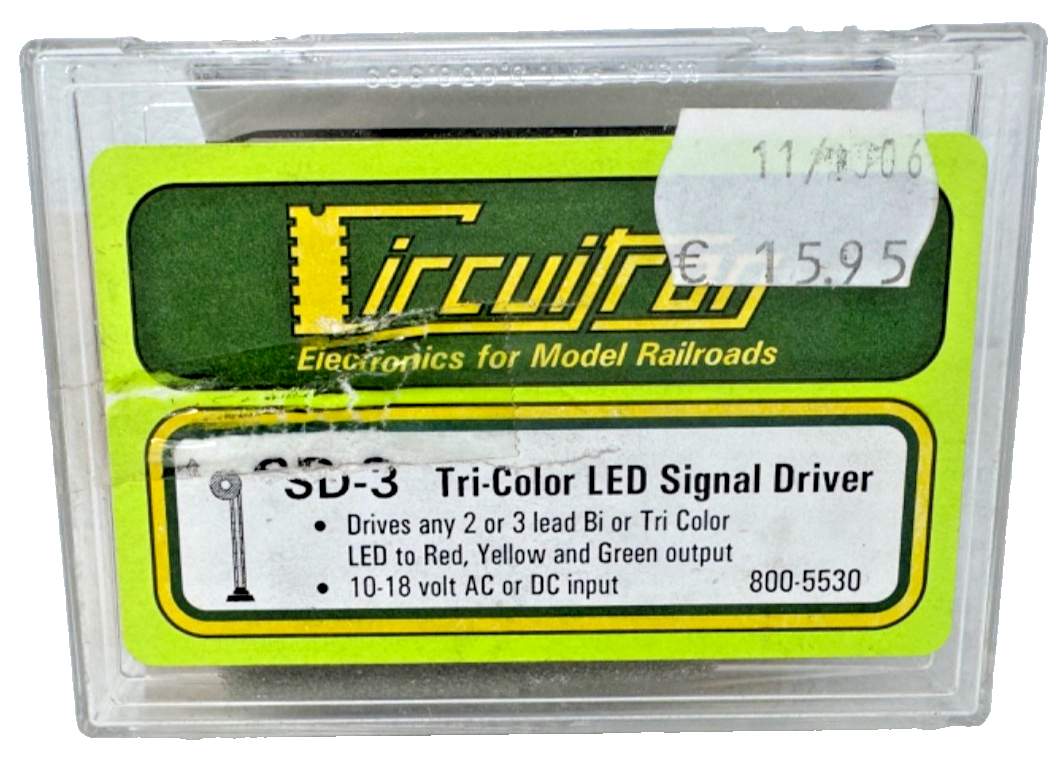 € 15.95
Circuitron
Electronics for Model Railroads
SD-3 Tri-Color LED Signal Driver
• Drives any 2 or 3 lead Bi or Tri Color
LED to Red, Yellow and Green output
• 10-18 volt AC or DC input 800-5530